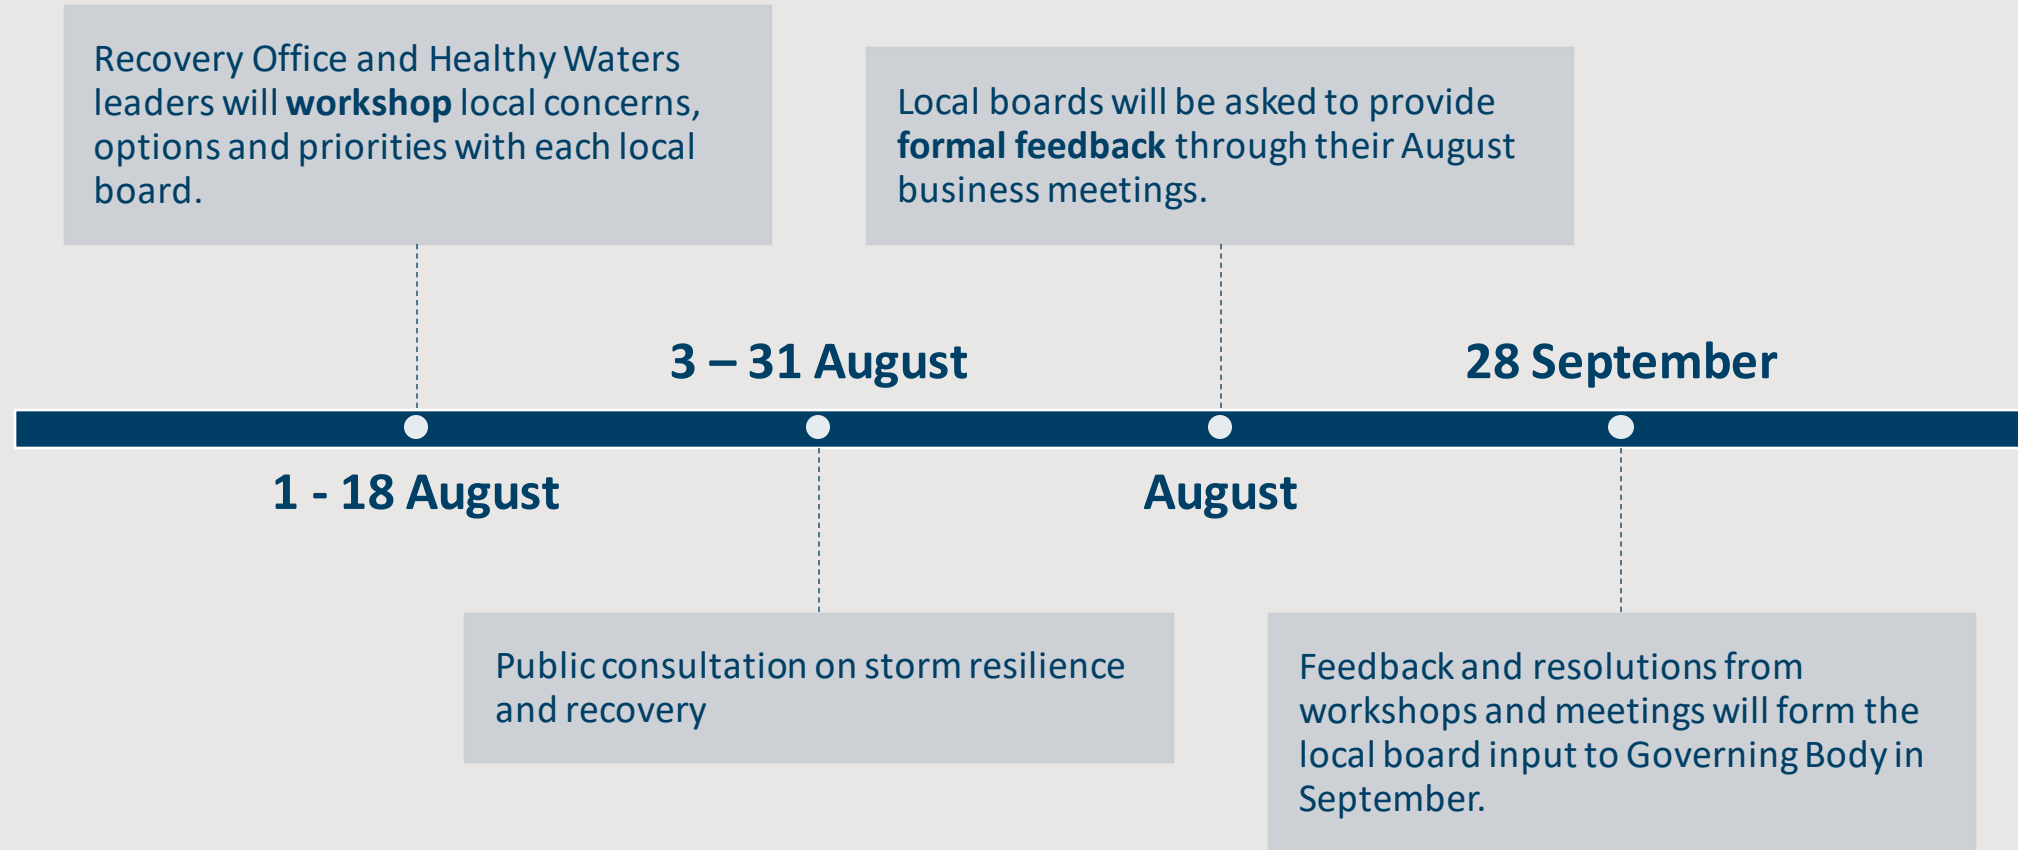 Recovery Office and Healthy Waters
leaders will workshop local concerns,
options and priorities with each local
board.
Local boards will be asked to provide
formal feedback through their August
business meetings.
3 – 31 August
28 September
1 - 18 August
August
Public consultation on storm resilience
and recovery
Feedback and resolutions from
workshops and meetings will form the
local board input to Governing Body in
September.